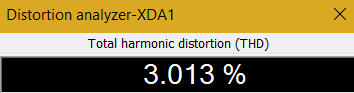 Distortion analyzer-XDA1
Total harmonic distortion (THD)
3.013 %